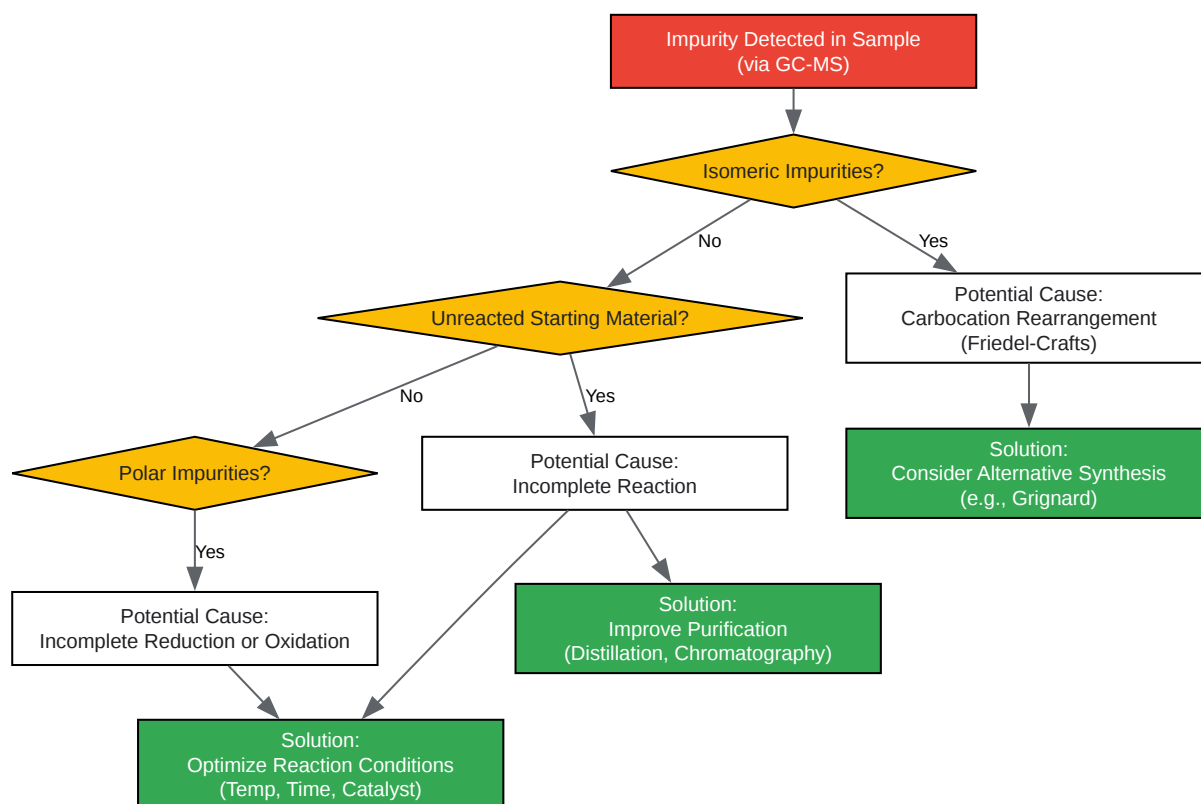 Impurity Detected in Sample
(via GC-MS)
Isomeric Impurities?
No
Yes
Unreacted Starting Material?
Potential Cause:
Carbocation Rearrangement
(Friedel-Crafts)
No
Yes
Polar Impurities?
Potential Cause:
Incomplete Reaction
Solution:
Consider Alternative Synthesis
(e.g., Grignard)
Yes
Potential Cause:
Incomplete Reduction or Oxidation
Solution:
Improve Purification
(Distillation, Chromatography)
Solution:
Optimize Reaction Conditions
(Temp, Time, Catalyst)